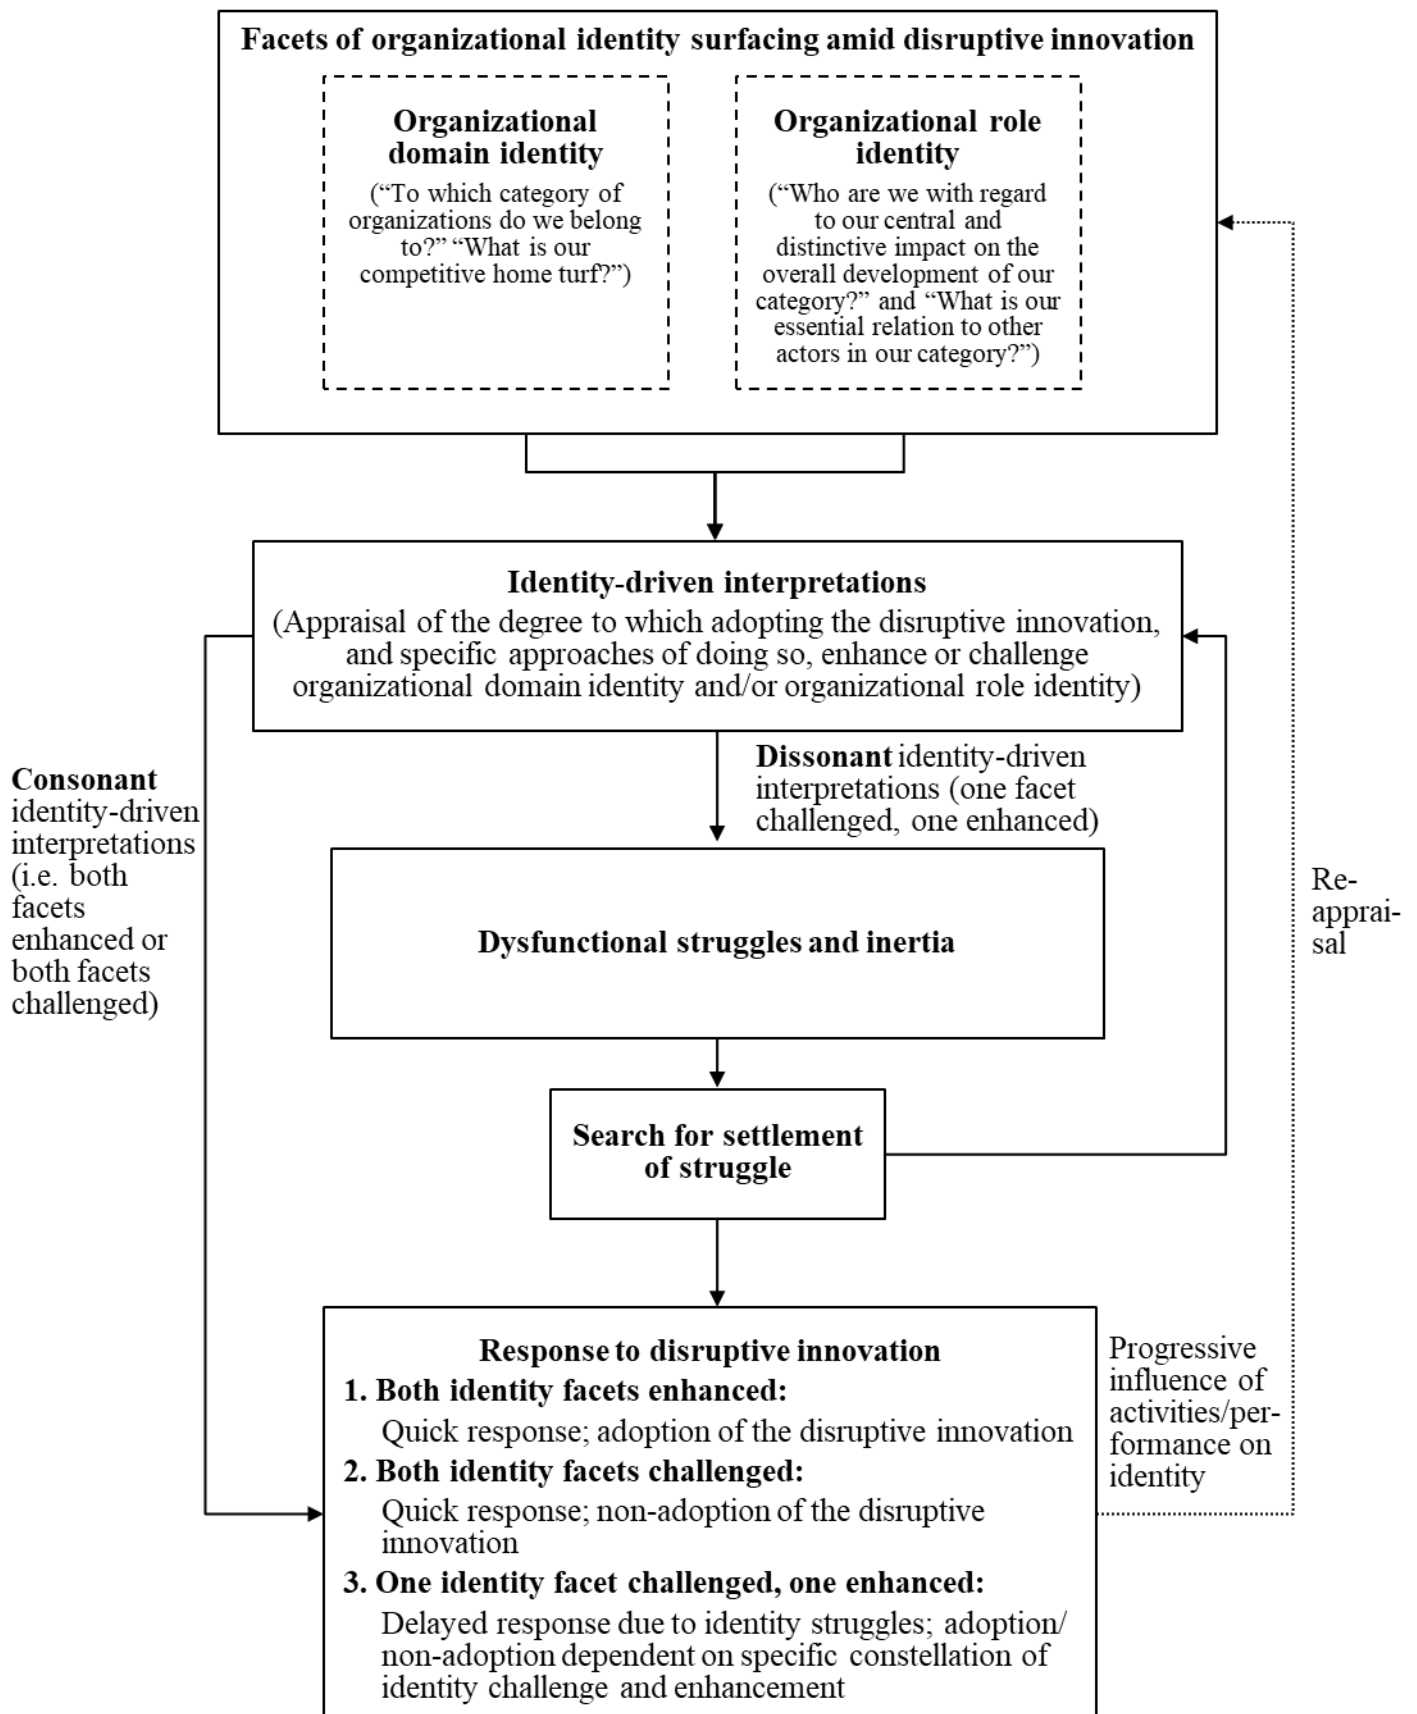 Facets of organizational identity surfacing amid disruptive innovation
Organizational
domain identity
(“To which category of
organizations do we belong
to?” “What is our
competitive home turf?”)
Organizational role
identity
(“Who are we with regard
to our central and
distinctive impact on the
overall development of our
category?” and “What is our
essential relation to other
actors in our category?”)
Identity-driven interpretations
(Appraisal of the degree to which adopting the disruptive innovation,
and specific approaches of doing so, enhance or challenge
organizational domain identity and/or organizational role identity)
Consonant
identity-driven
interpretations
(i.e. both
facets
enhanced or
both facets
challenged)
Dissonant identity-driven
interpretations (one facet
challenged, one enhanced)
Dysfunctional struggles and inertia
Re-
apprai-
sal
Search for settlement
of struggle
Response to disruptive innovation
1. Both identity facets enhanced:
Quick response; adoption of the disruptive innovation
2. Both identity facets challenged:
Quick response; non-adoption of the disruptive
innovation
3. One identity facet challenged, one enhanced:
Delayed response due to identity struggles; adoption/
non-adoption dependent on specific constellation of
identity challenge and enhancement
Progressive
influence of
activities/per-
formance on
identity